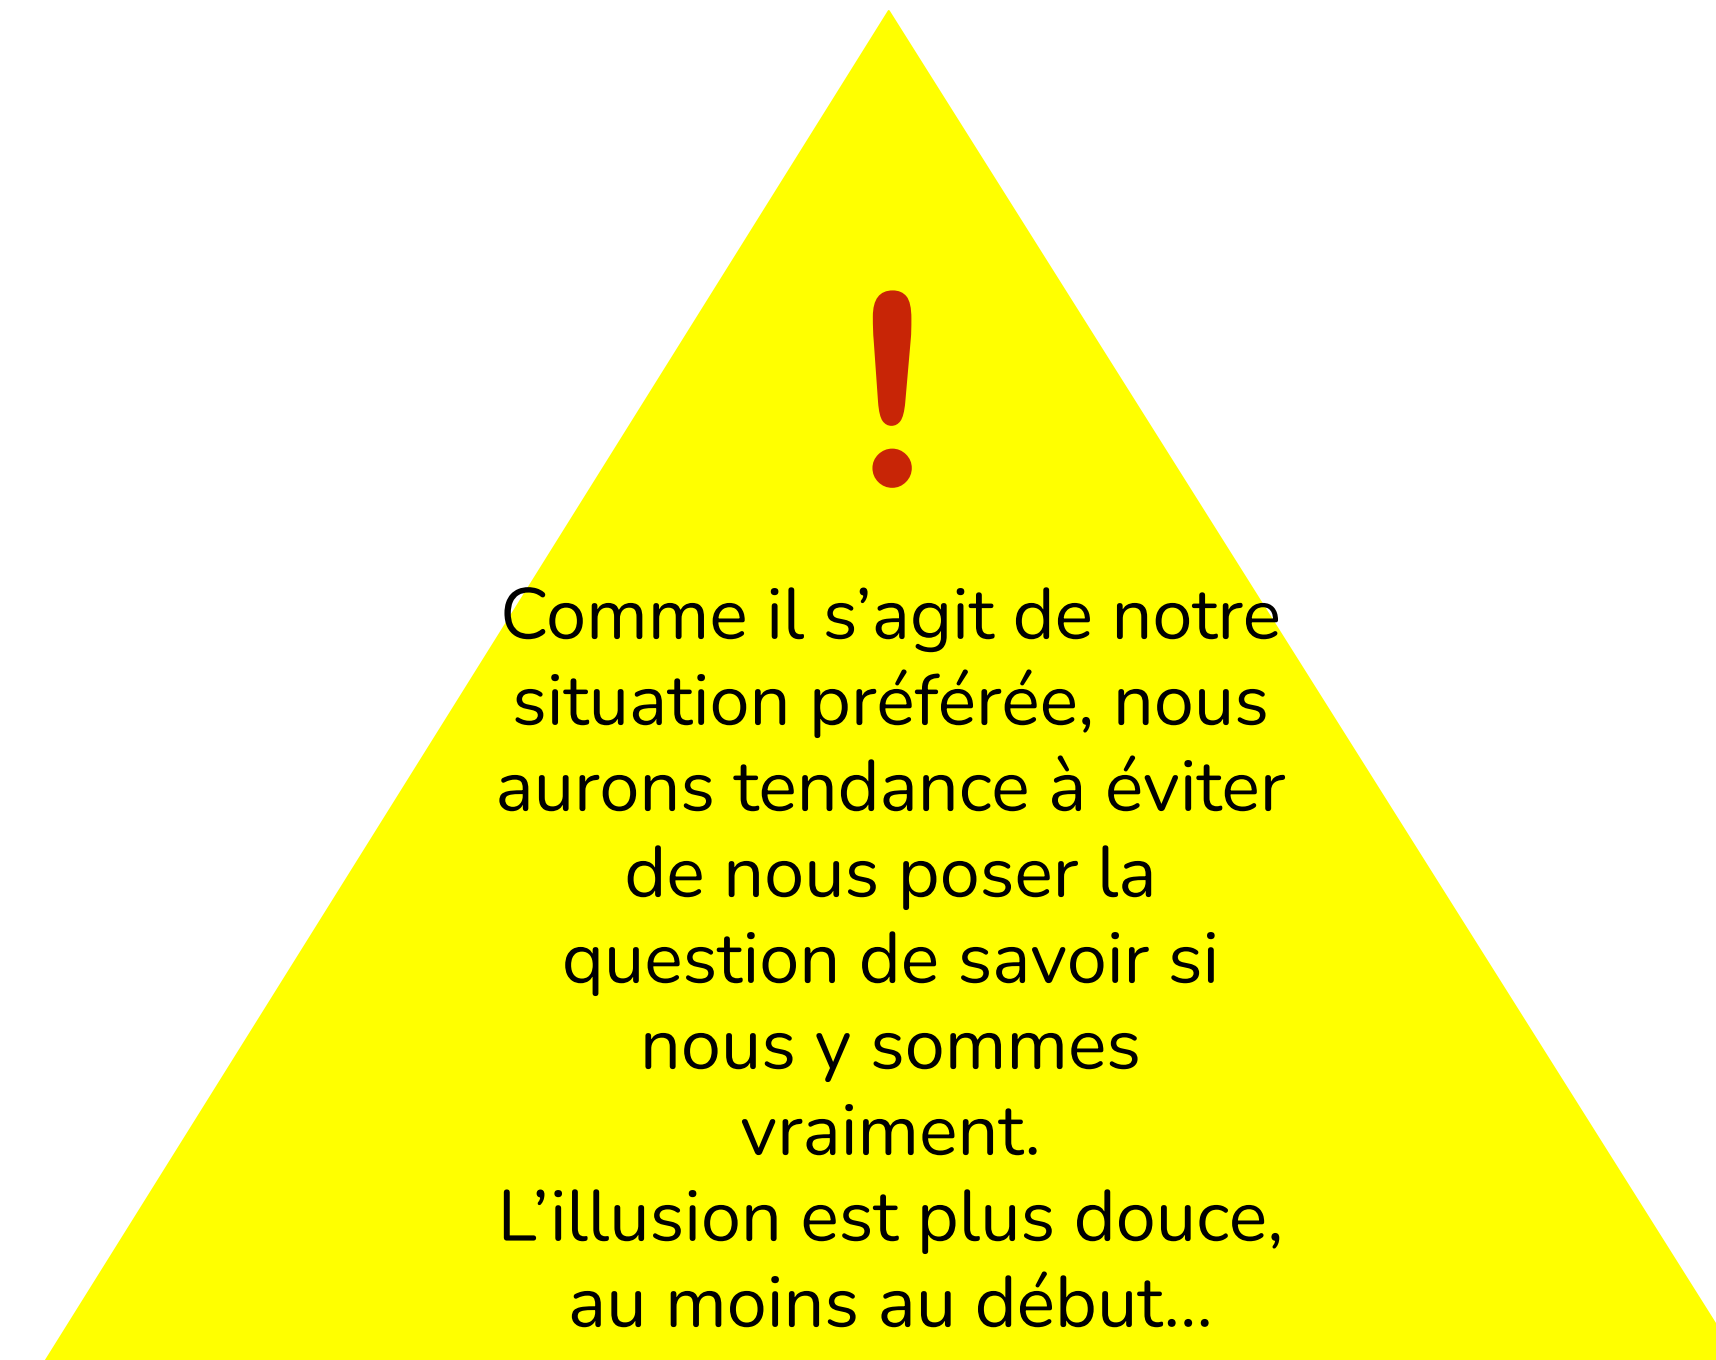 !
Comme il s’agit de notre
situation préférée, nous
aurons tendance à éviter
de nous poser la
question de savoir si
nous y sommes
vraiment.
L’illusion est plus douce,
au moins au début...